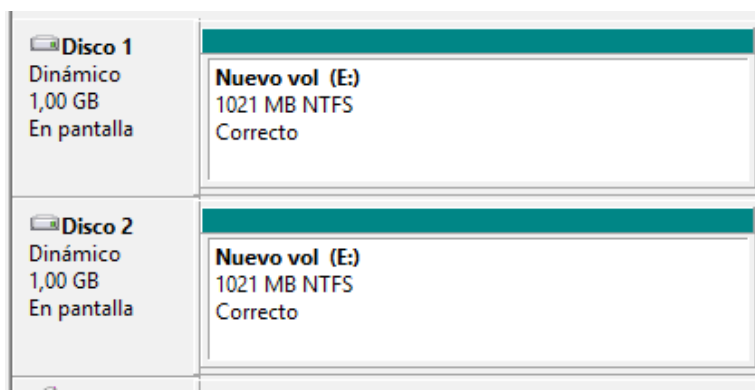 Disco 1
Dinámico
1,00 GB
En pantalla
Nuevo vol (E:)
1021 MB NTFS
Correcto
Disco 2
Dinámico
1,00 GB
En pantalla
Nuevo vol (E:)
1021 MB NTFS
Correcto